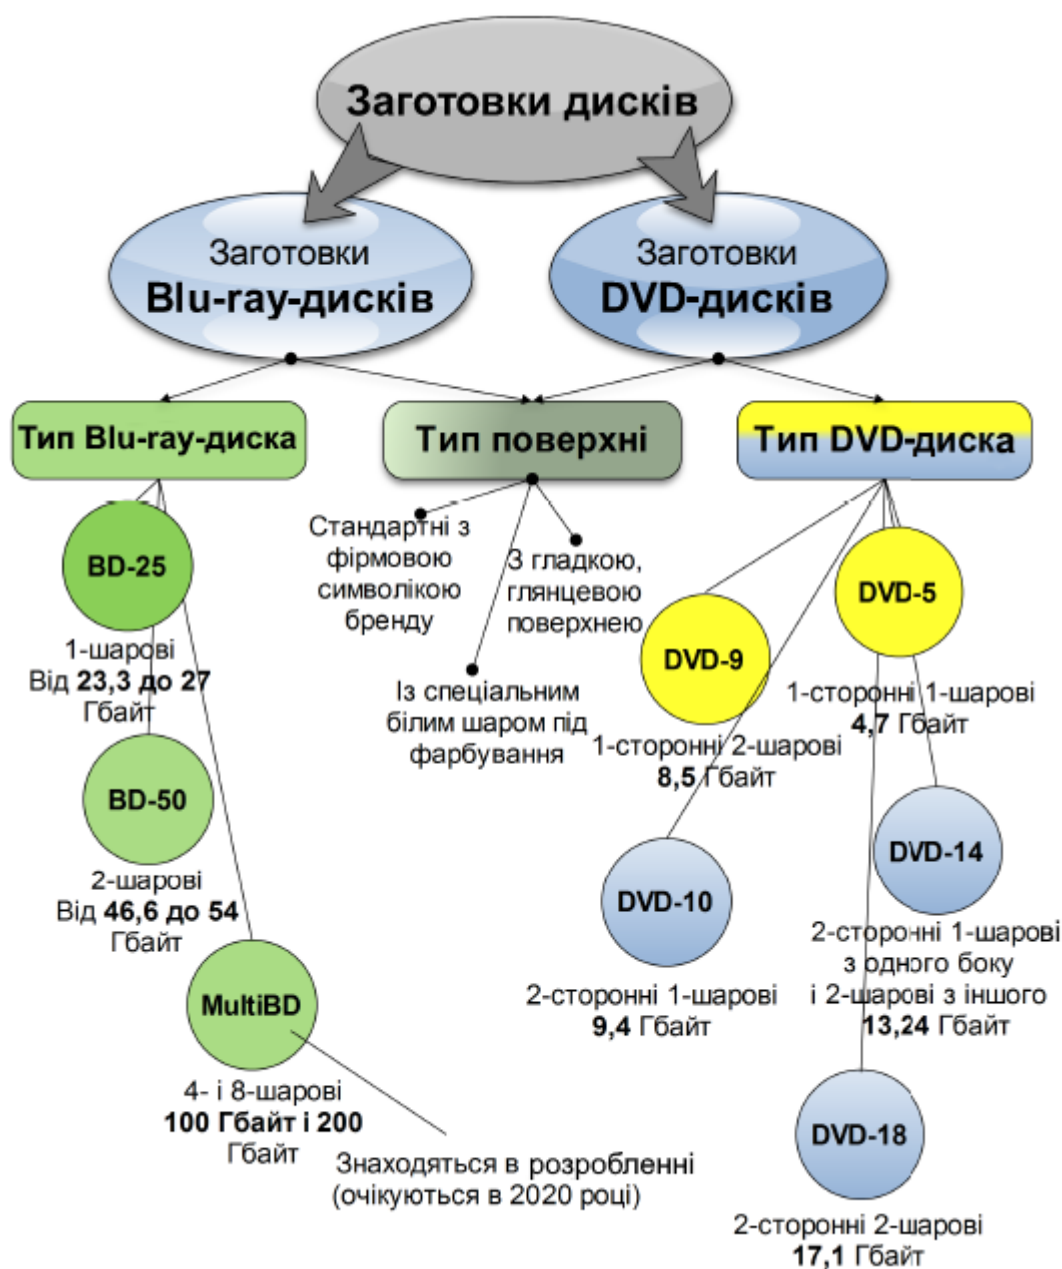 Заготовки дисків
Заготовки
Blu-ray-дисків
Заготовки
DVD-дисків
Тип Blu-ray-диска
Тип поверхні
Тип DVD-диска
BD-25
1-шарові
Від 23,3 до 27
Гбайт
BD-50
2-шарові
Від 46,6 до 54
Гбайт
MultiBD
4- і 8-шарові
100 Гбайт і 200
Гбайт
Знаходяться в розробленні
(очікуються в 2020 році)
Стандартні з
фірмовою
символікою
бренду
З гладкою,
глянцевою
поверхнею
Із спеціальним
білим шаром під
фарбування
DVD-9
1-сторонні 2-шарові
8,5 Гбайт
DVD-5
1-сторонні 1-шарові
4,7 Гбайт
DVD-10
2-сторонні 1-шарові
9,4 Гбайт
DVD-14
2-сторонні 1-шарові
з одного боку
і 2-шарові з іншого
13,24 Гбайт
DVD-18
2-сторонні 2-шарові
17,1 Гбайт